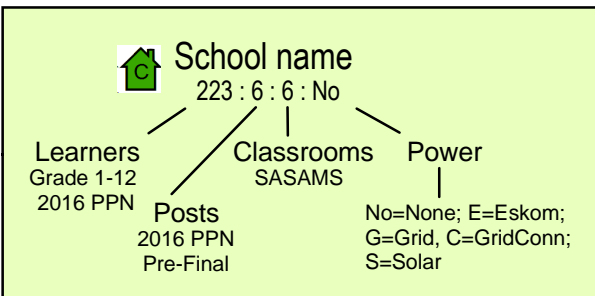 C
School name
223 : 6 : 6 : No
Learners
Grade 1-12
2016 PPN
Posts
2016 PPN
Pre-Final
Classrooms
SASAMS
Power
No=None; E=Eskom;
G=Grid, C=GridConn;
S=Solar